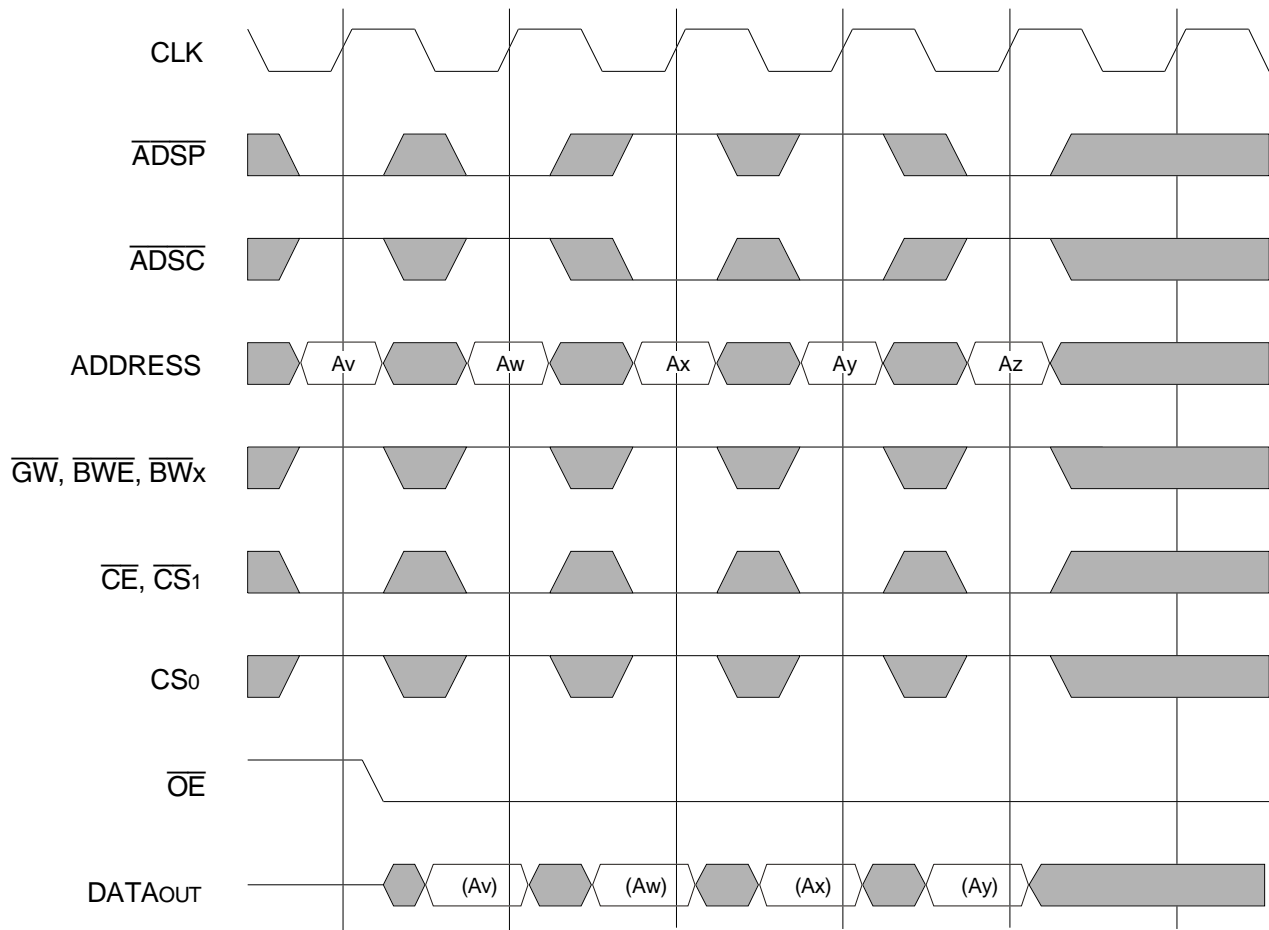 CLK
ADSP
ADSC
ADDRESS Av Aw Ax Ay Az
GW, BWE, BWx
CE, CS1
CS0
OE
DATAOUT (Av) (Aw) (Ax) (Ay)